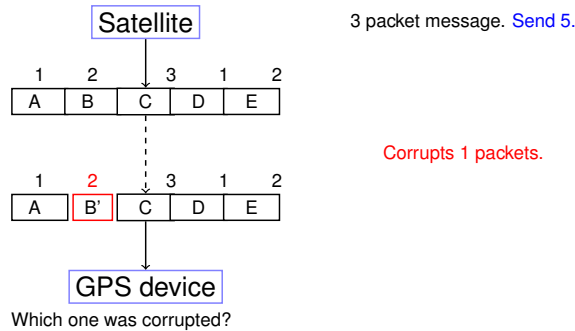 Satellite
3 packet message. Send 5.
1 2 3 1 2
A B C D E
Corrupts 1 packets.
1 2 3 1 2
A B' C D E
GPS device
Which one was corrupted?